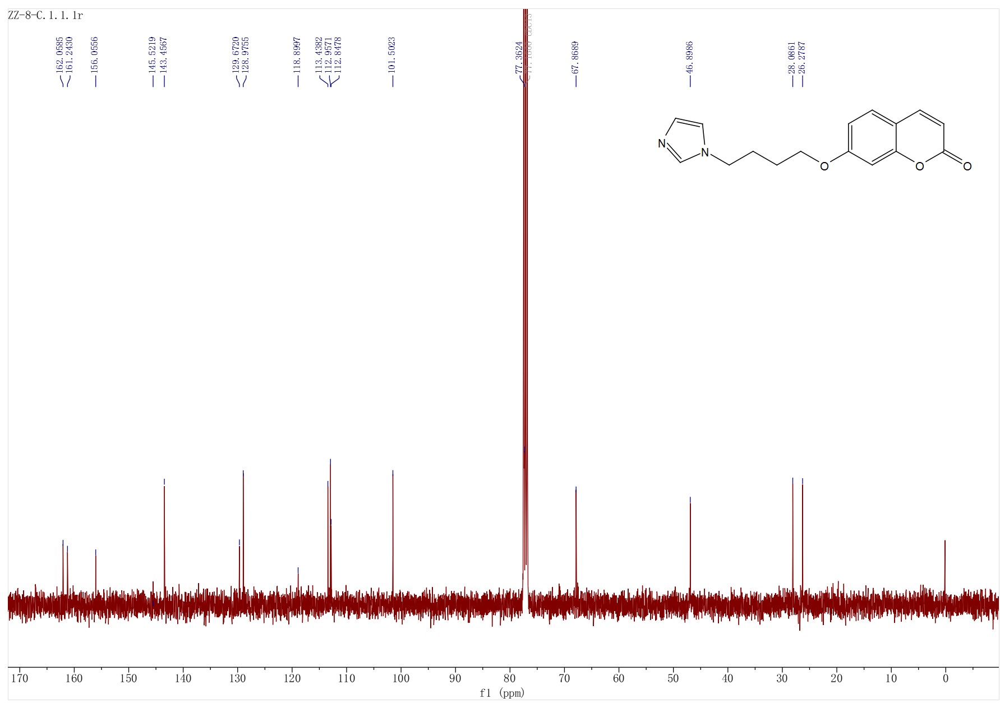 ZZ-8-C.1.1.1r
162.0585
161.2430
156.0556
145.5219
143.4567
129.6720
128.9755
118.8997
113.4382
112.9571
112.8478
101.5023
77.3624
77.1600 CDCl3
67.8689
46.8986
28.0861
26.2787
N
N
O
O
O
170 160 150 140 130 120 110 100 90 80 70 60 50 40 30 20 10 0
f1 (ppm)